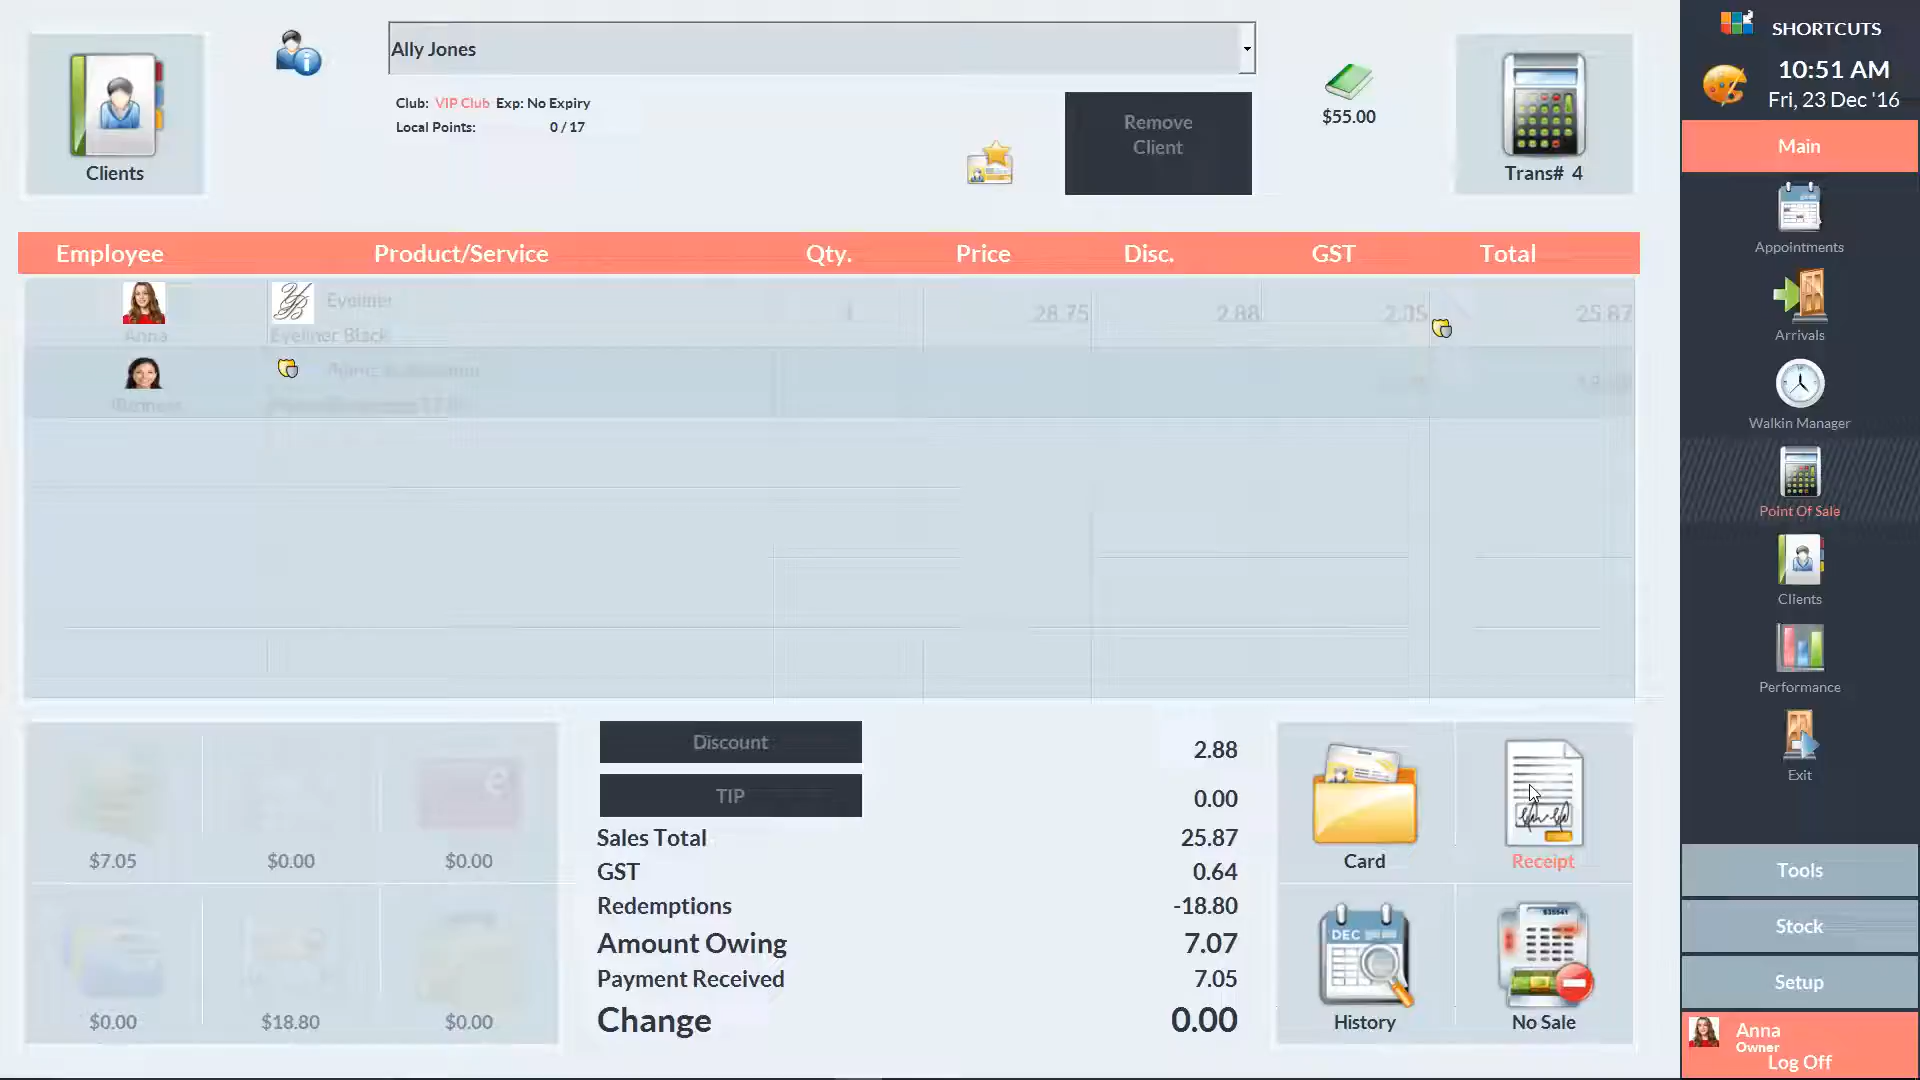 Ally Jones
Club: VIP Club Exp: No Expiry
Local Points: 0 / 17
Remove
Client
$55.00
Clients
Trans# 4
Employee Product/Service Qty. Price Disc. GST Total
Eyeliner
1 28.75 2.88 2.35 25.87
Anna Eyeliner Black
Discount 2.88
TIP 0.00
Sales Total 25.87
GST 0.64
Redemptions -18.80
Amount Owing 7.07
Payment Received 7.05
Change 0.00
$7.05 $0.00 $0.00
$0.00 $18.80 $0.00
Card Receipt
DEC
History No Sale
SHORTCUTS
10:51 AM
Fri, 23 Dec '16
Main
Appointments
Arrivals
Walkin Manager
Point Of Sale
Clients
Performance
Exit
Tools
Stock
Setup
Anna
Owner
Log Off